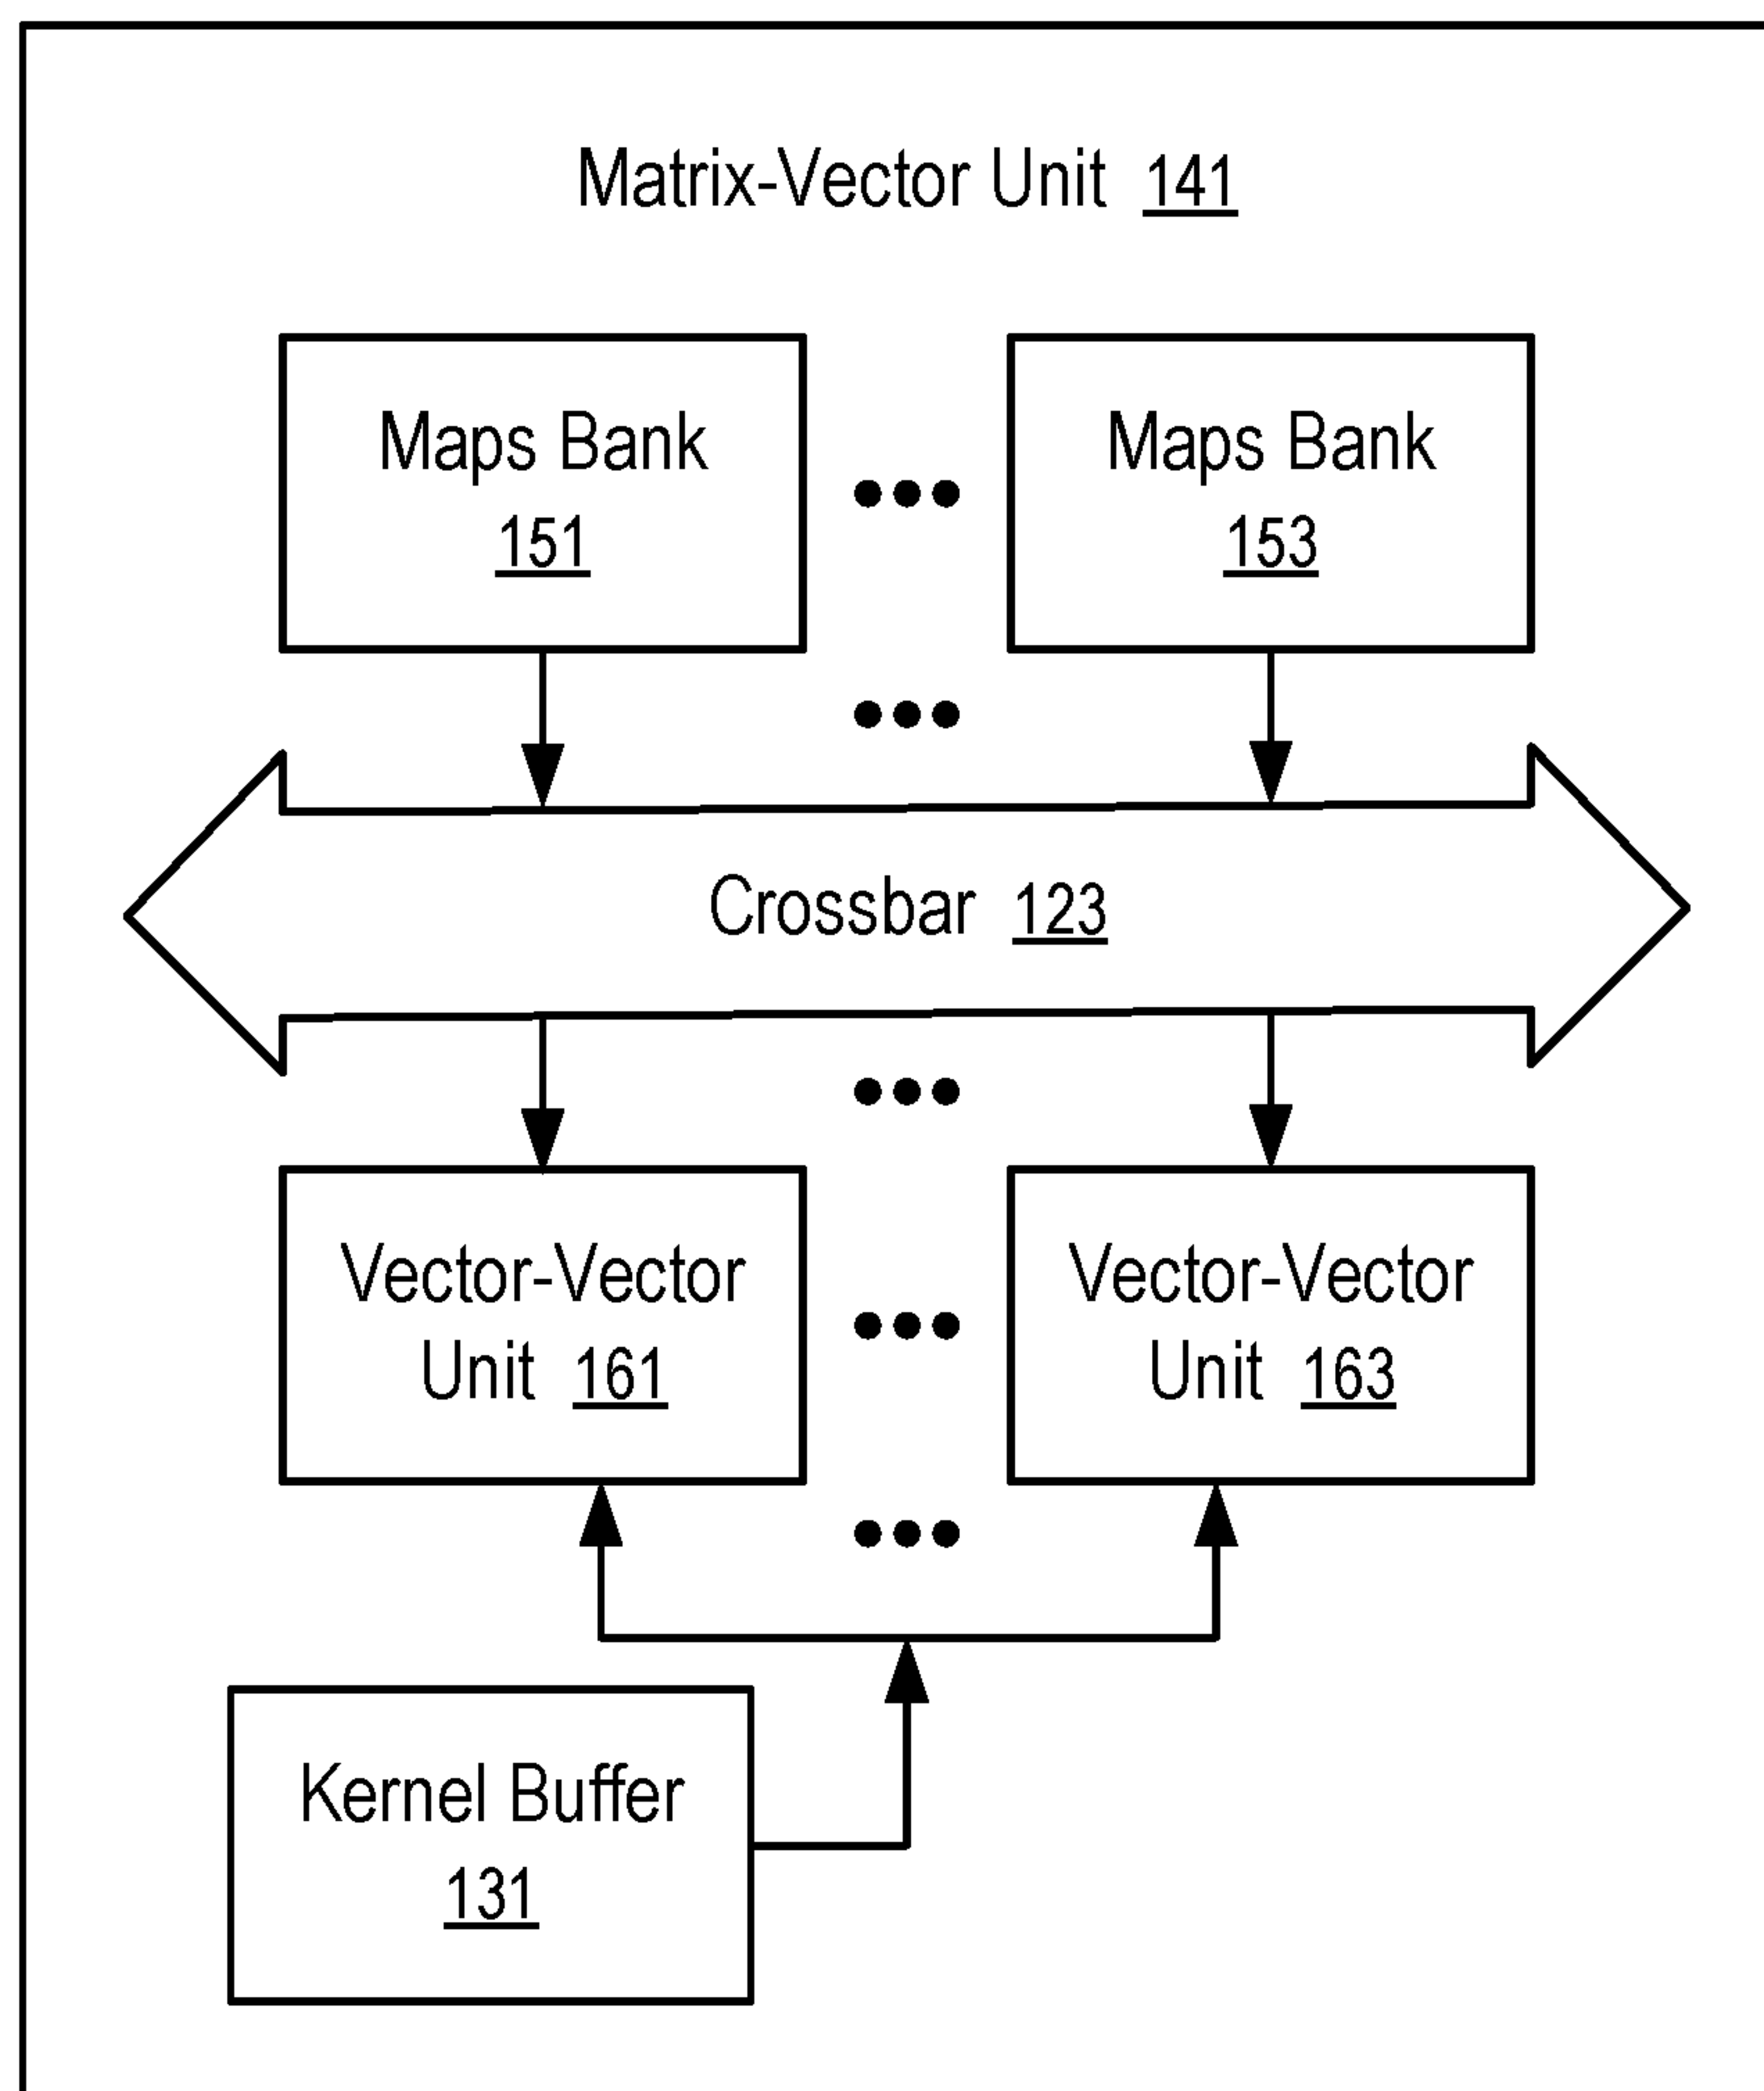 Matrix-Vector Unit 141
Maps Bank
151
Maps Bank
153
Crossbar 123
Vector-Vector
Unit 161
Vector-Vector
Unit 163
Kernel Buffer
131